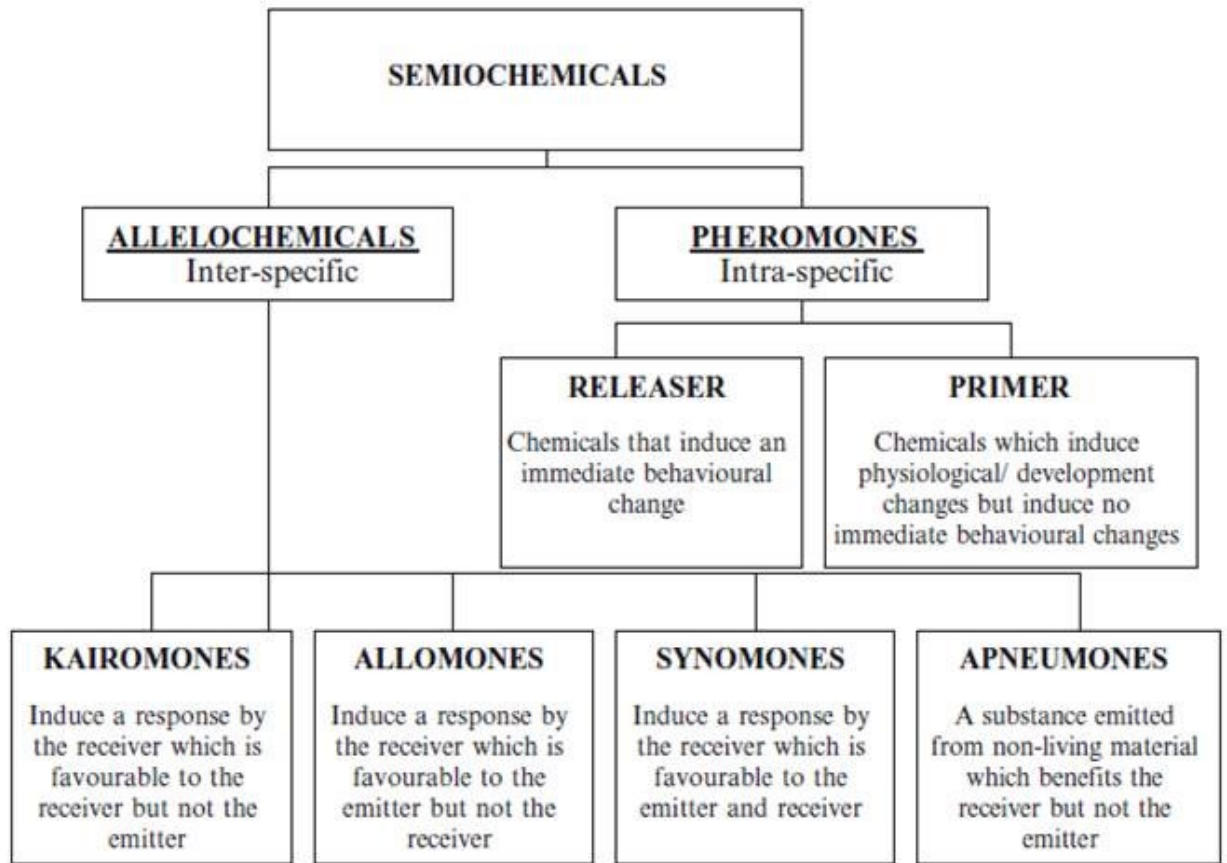 SEMIOCHEMICALS
ALLELOCHEMICALS
Inter-specific
PHEROMONES
Intra-specific
RELEASER
Chemicals that induce an
immediate behavioural
change
PRIMER
Chemicals which induce
physiological/ development
changes but induce no
immediate behavioural changes
KAIROMONES
Induce a response by
the receiver which is
favourable to the
receiver but not the
emitter
ALLOMONES
Induce a response by
the receiver which is
favourable to the
emitter but not the
receiver
SYNOMONES
Induce a response by
the receiver which is
favourable to the
emitter and receiver
APNEUMONES
A substance emitted
from non-living material
which benefits the
receiver but not the
emitter